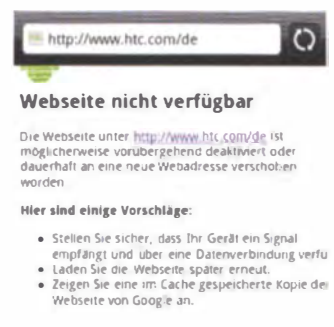 http://www.htc.com/de
Webseite nicht verfügbar
Die Webseite unter http://www.htc.com/de ist
möglicherweise vorübergehend deaktiviert oder
dauerhaft an eine neue Webadresse verschoben
worden
Hier sind einige Vorschläge:
• Stellen Sie sicher, dass Ihr Gerät ein Signal
empfängt und über eine Datenverbindung verfü
• Laden Sie die Webseite später erneut.
• Zeigen Sie eine im Cache gespeicherte Kopie de
Webseite von Google an.